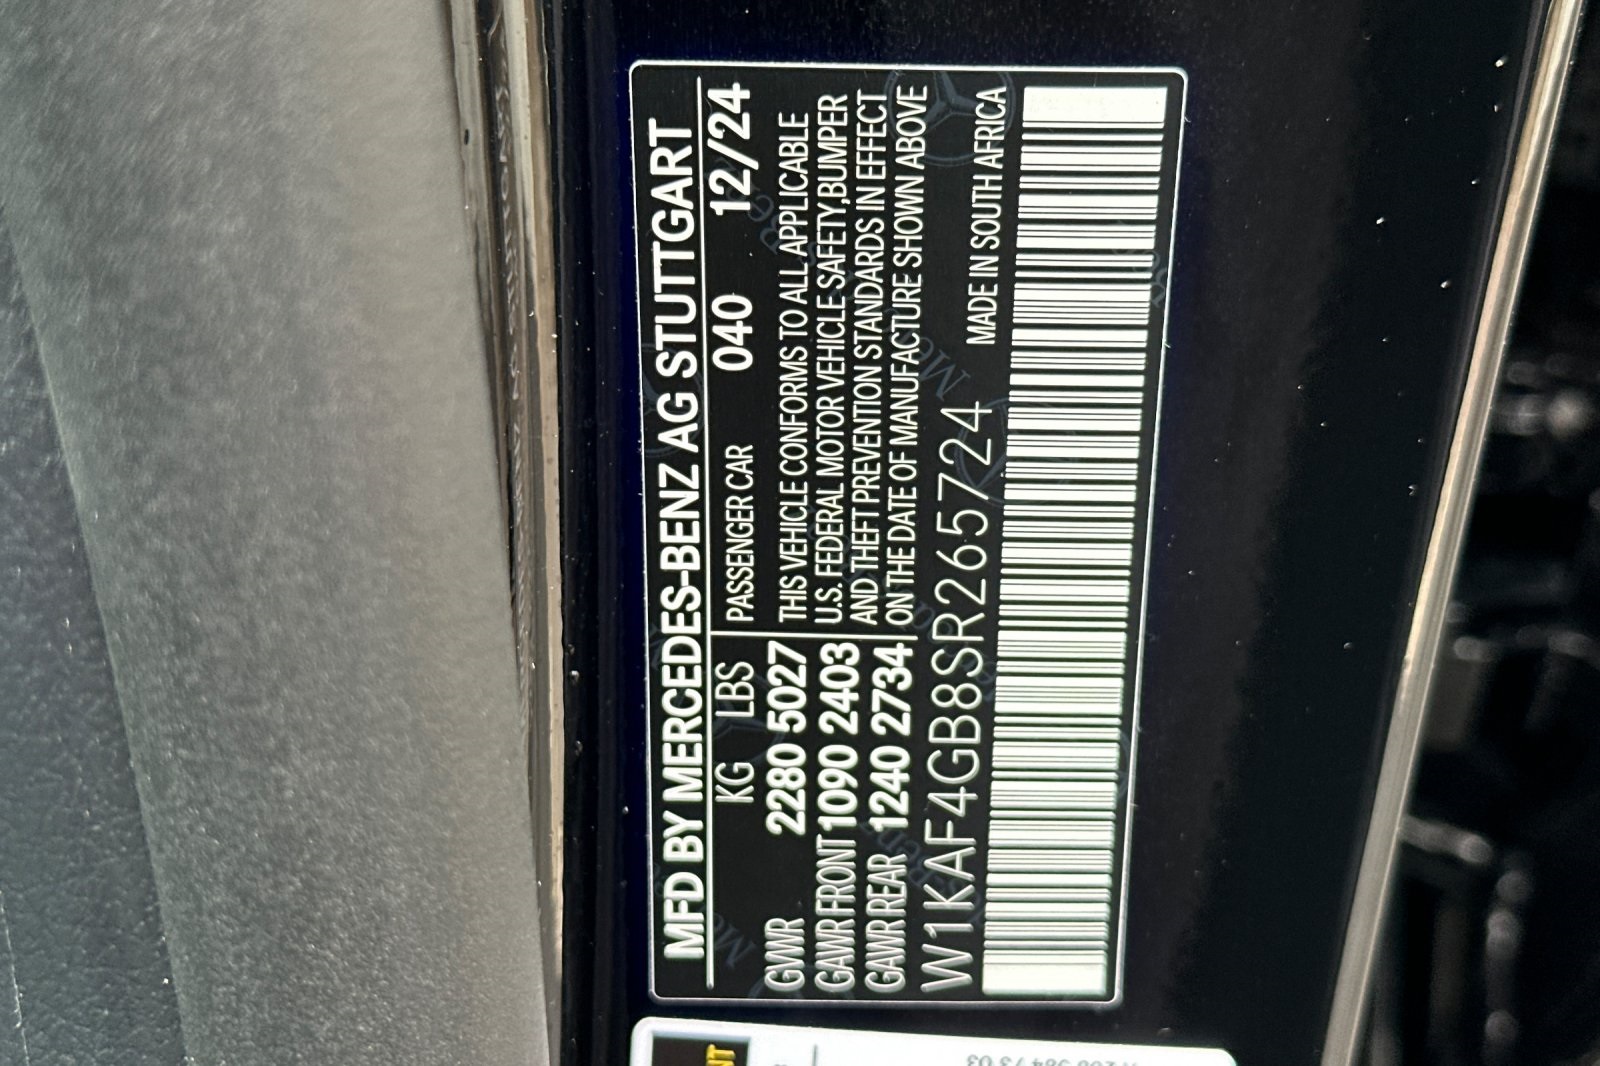 MFD BY MERCEDES-BENZ AG STUTTGART
KG LBS PASSENGER CAR 040 12/24
GWR 2280 5027 THIS VEHICLE CONFORMS TO ALL APPLICABLE
GAWR FRONT 1090 2403 U.S. FEDERAL MOTOR VEHICLE SAFETY,BUMPER
GAWR REAR 1240 2734 AND THEFT PREVENTION STANDARDS IN EFFECT
ON THE DATE OF MANUFACTURE SHOWN ABOVE
W1KAF4GB8SR265724 MADE IN SOUTH AFRICA